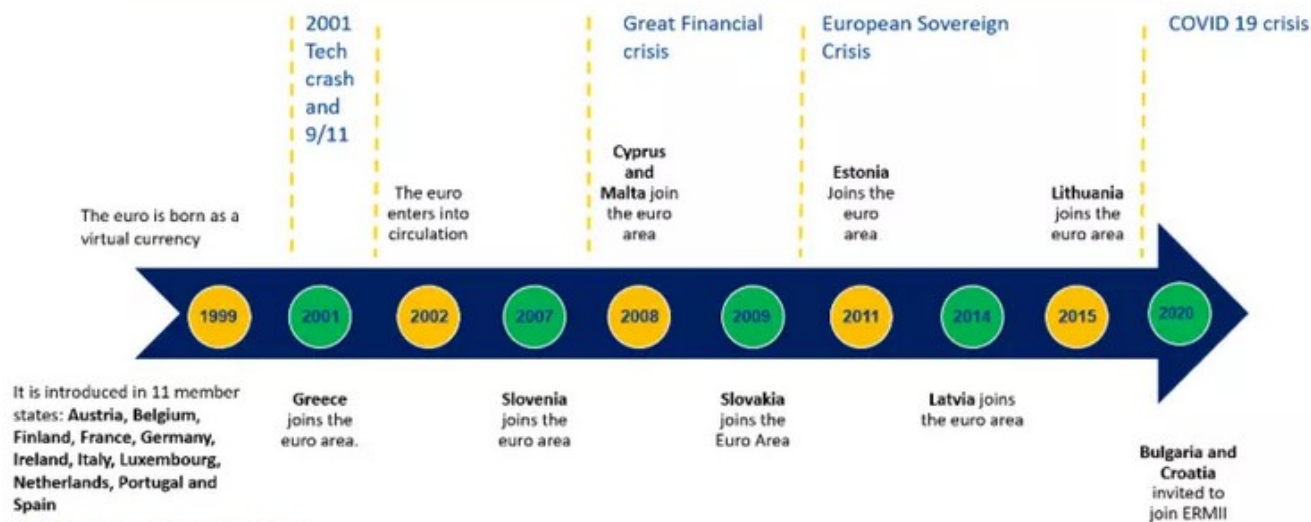 2001
Tech
crash
and
9/11
Great Financial
crisis
European Sovereign
Crisis
COVID 19 crisis
The euro is born as a
virtual currency
The euro
enters into
circulation
Cyprus
and
Malta join
the euro
area
Estonia
Joins the
euro
area
Lithuania
joins the
euro area
1999
2001
2002
2007
2008
2009
2011
2014
2015
2020
It is introduced in 11 member
states: Austria, Belgium,
Finland, France, Germany,
Ireland, Italy, Luxembourg,
Netherlands, Portugal and
Spain
Greece
joins the
euro area.
Slovenia
joins the
euro area
Slovakia
joins the
Euro Area
Latvia joins
the euro area
Bulgaria and
Croatia
invited to
join ERMII